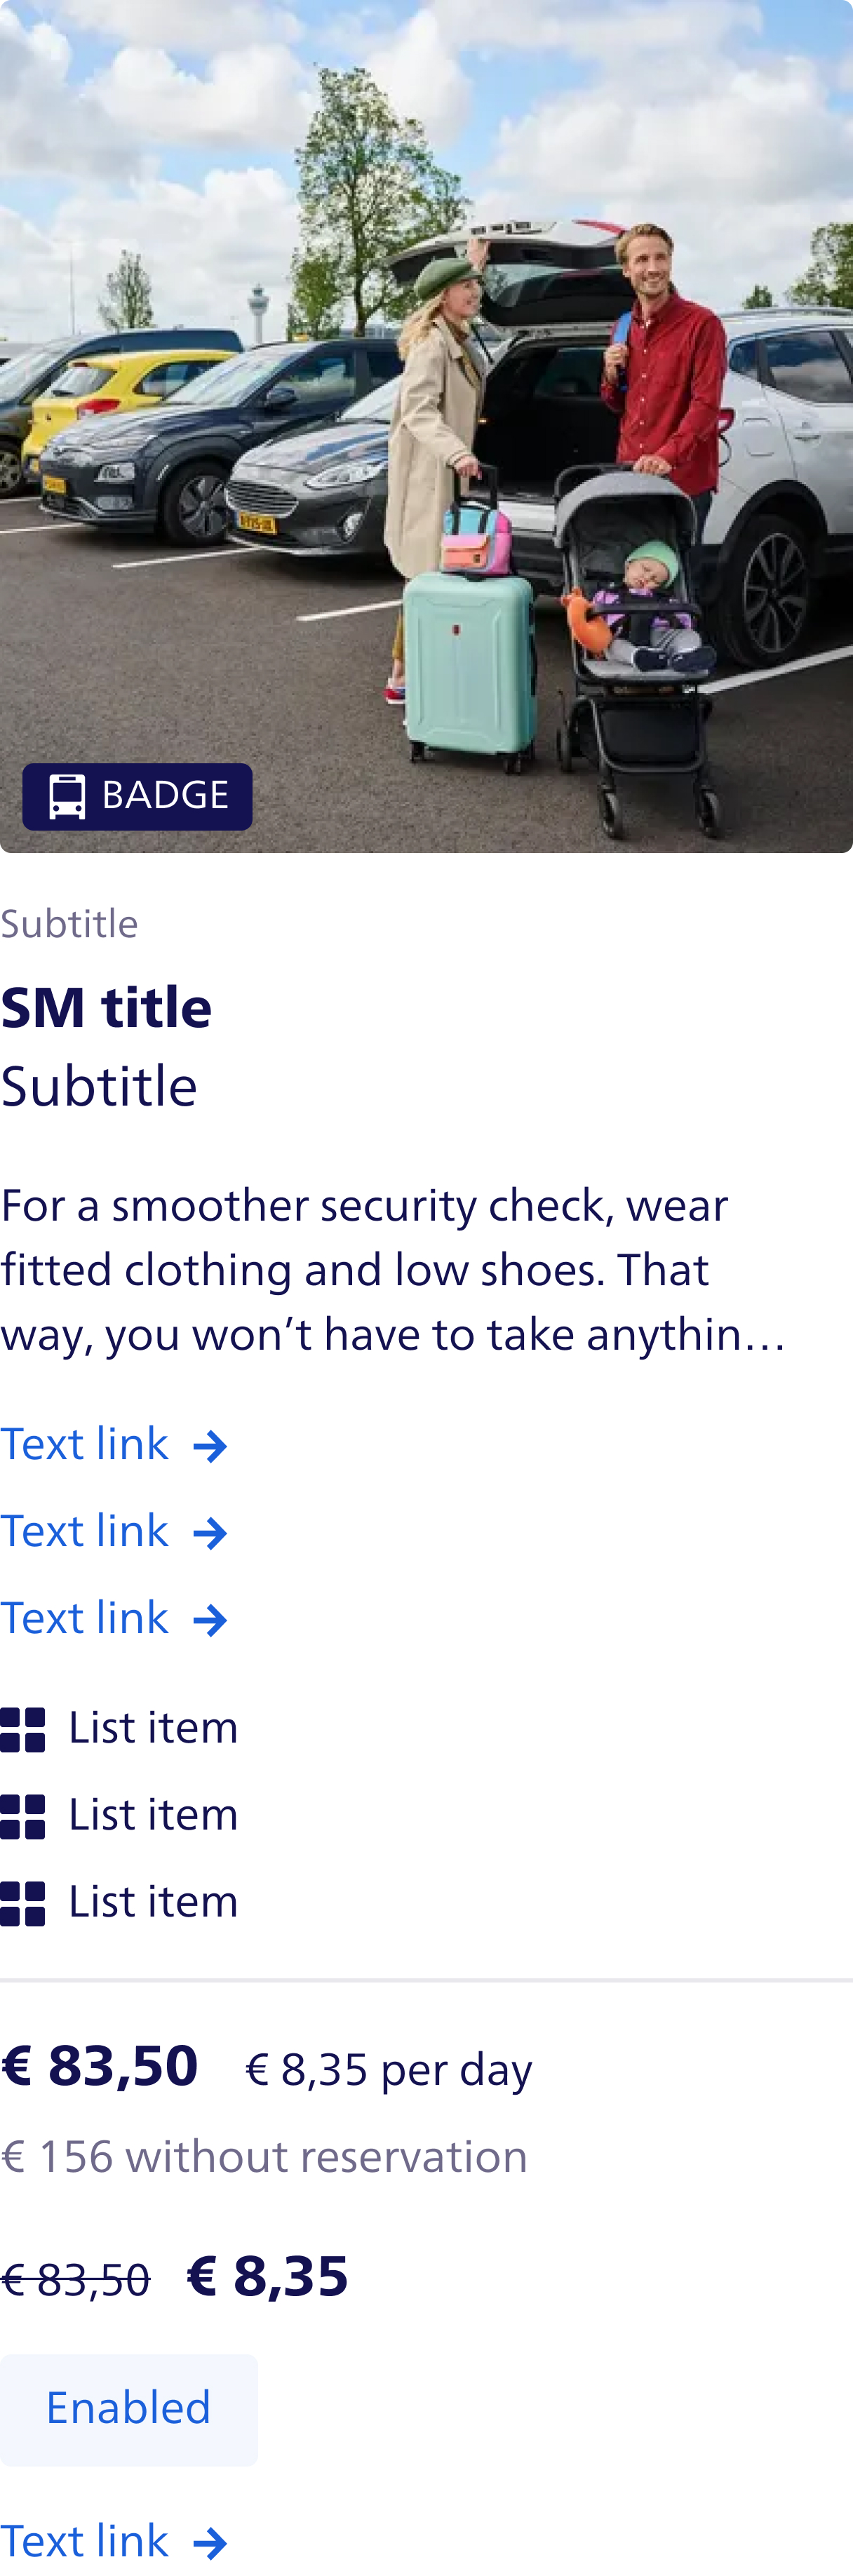 BADGE
Subtitle
SM title
Subtitle
For a smoother security check, wear
fitted clothing and low shoes. That
way, you won’t have to take anythin…
Text link
Text link
Text link
List item
List item
List item
€ 83,50 € 8,35 per day
€ 156 without reservation
€ 83,50 € 8,35
Enabled
Text link